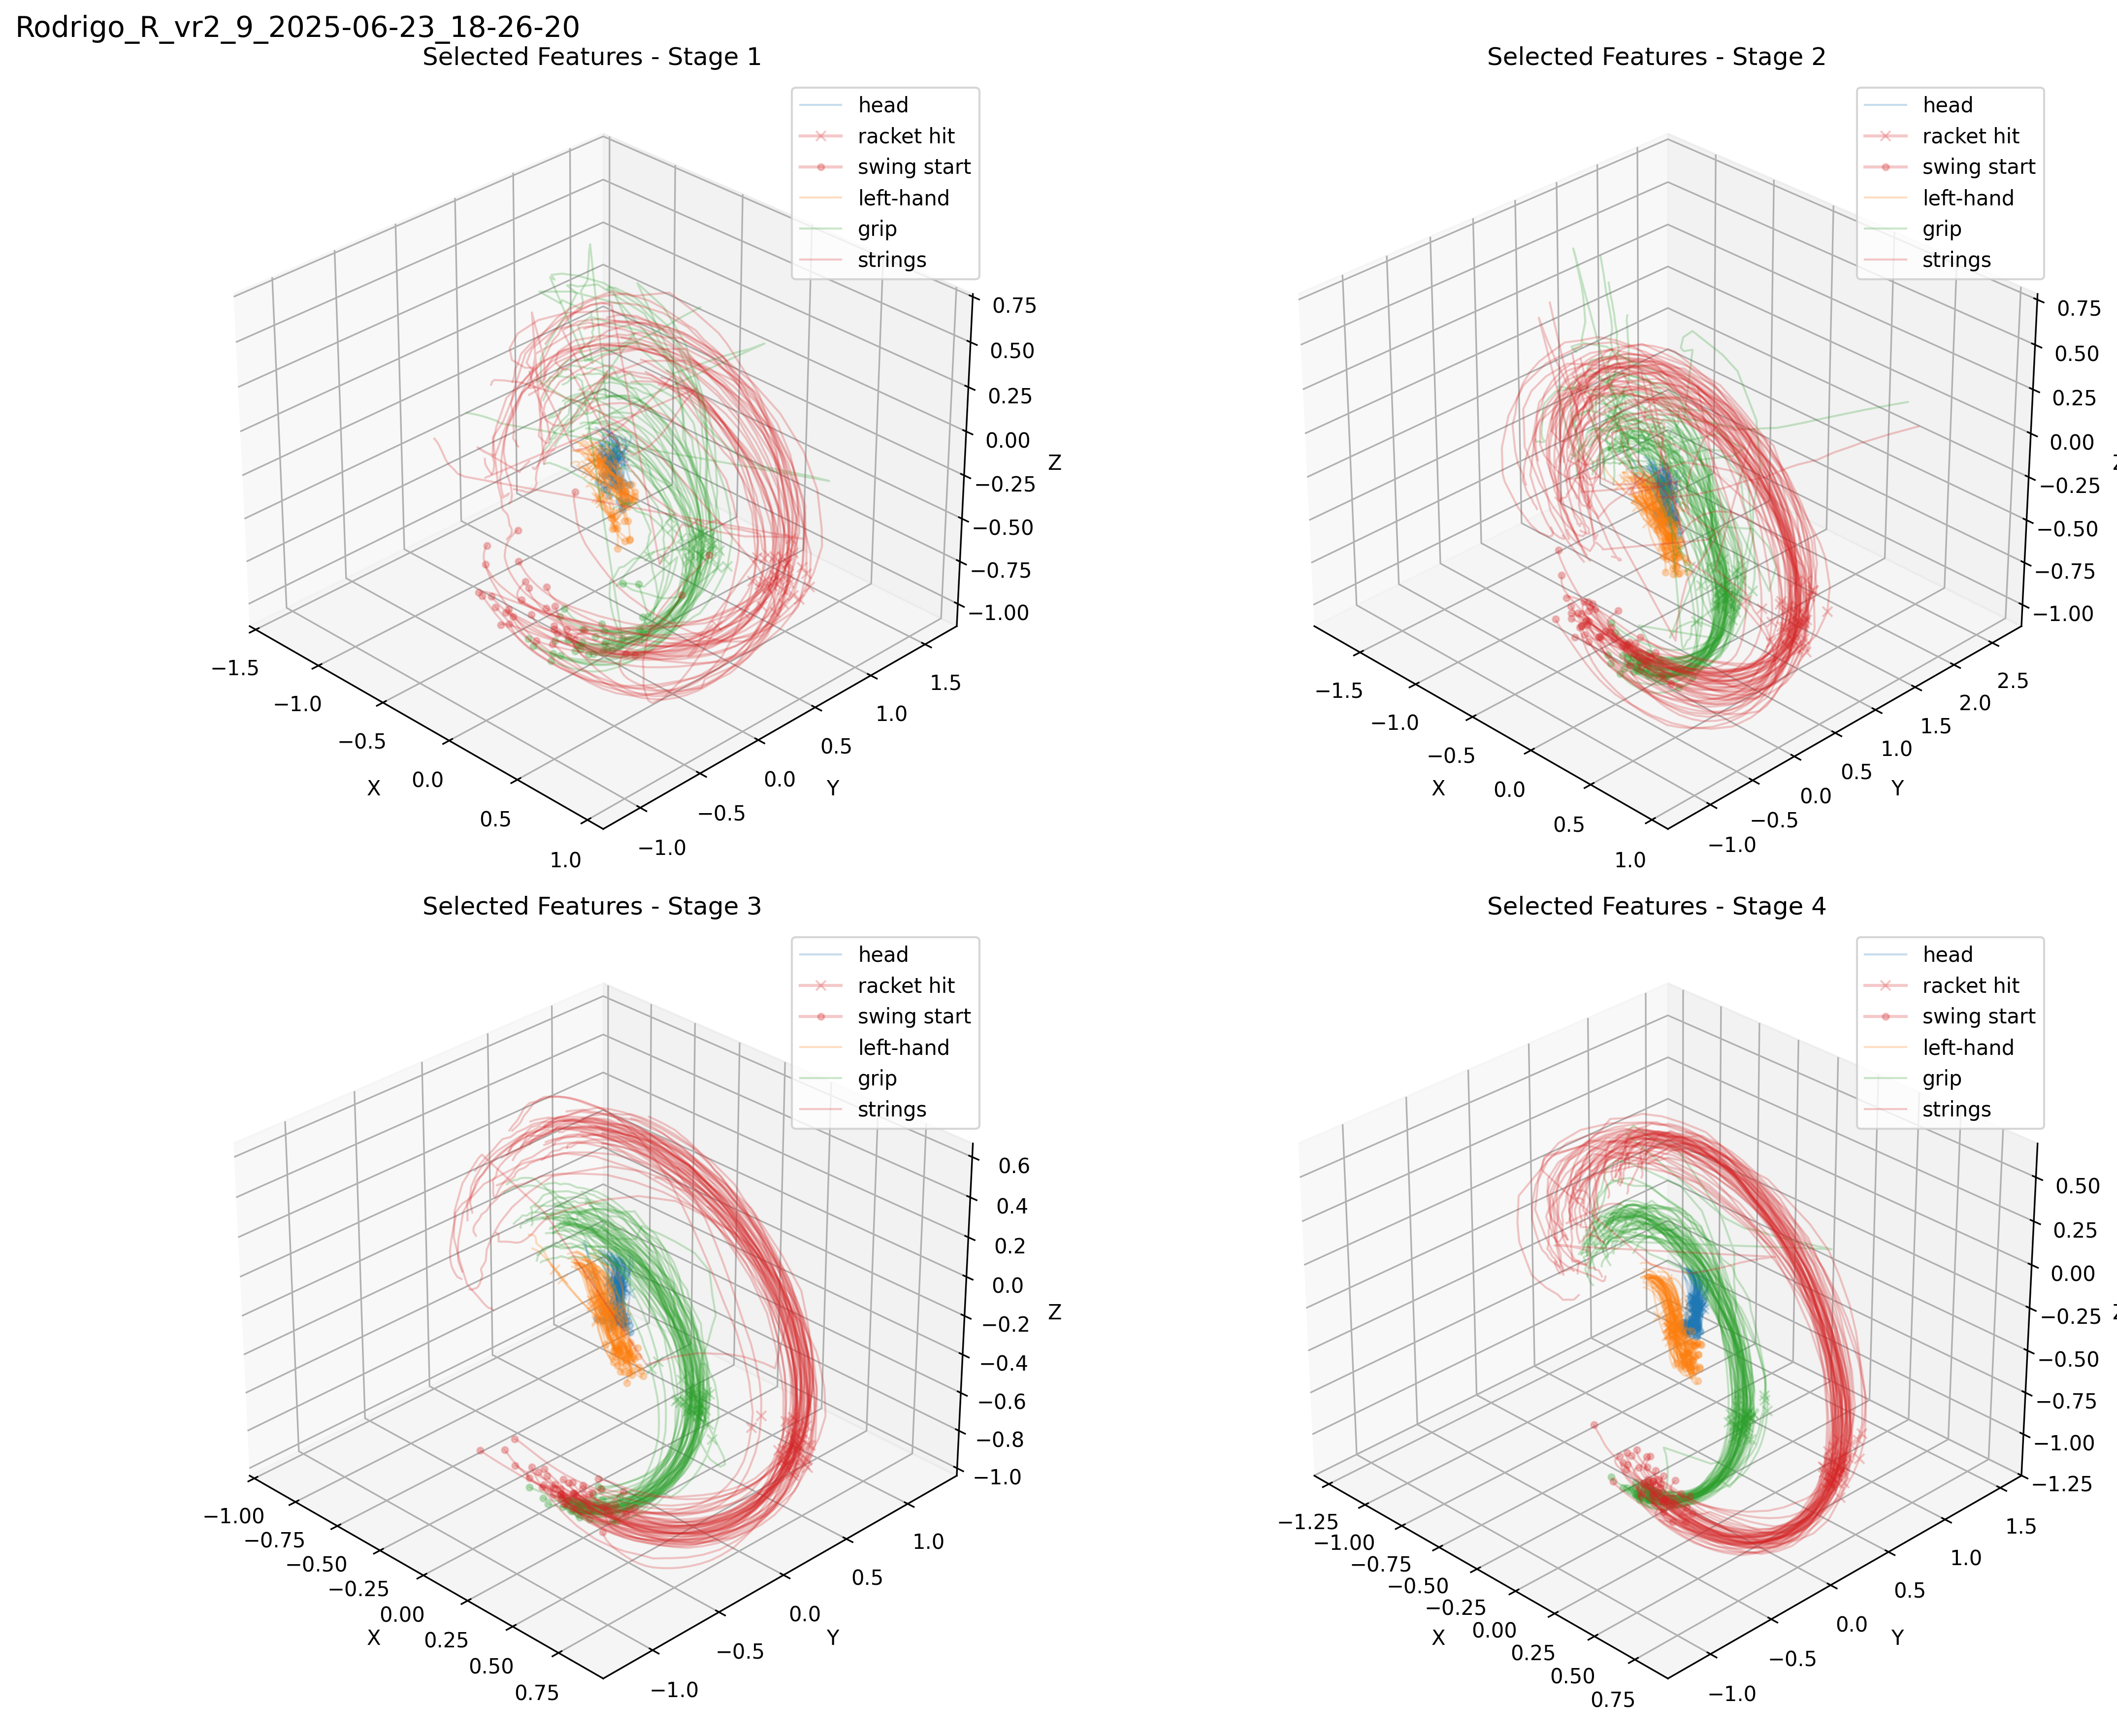 Rodrigo_R_vr2_9_2025-06-23_18-26-20
Selected Features - Stage 1
head
racket hit
swing start
left-hand
grip
strings
0.75
0.50
0.25
0.00
−0.25
−0.50
−0.75
−1.00
Z
−1.5
−1.0
−0.5
0.0
0.5
1.0
X
−1.0
−0.5
0.0
0.5
1.0
1.5
Y
Selected Features - Stage 2
head
racket hit
swing start
left-hand
grip
strings
0.75
0.50
0.25
0.00
−0.25
−0.50
−0.75
−1.00
Z
−1.5
−1.0
−0.5
0.0
0.5
1.0
X
−1.0
−0.5
0.0
0.5
1.0
1.5
2.0
2.5
Y
Selected Features - Stage 3
head
racket hit
swing start
left-hand
grip
strings
0.6
0.4
0.2
0.0
−0.2
−0.4
−0.6
−0.8
−1.0
Z
−1.00
−0.75
−0.50
−0.25
0.00
0.25
0.50
0.75
X
−1.0
−0.5
0.0
0.5
1.0
Y
Selected Features - Stage 4
head
racket hit
swing start
left-hand
grip
strings
0.50
0.25
0.00
−0.25
−0.50
−0.75
−1.00
−1.25
Z
−1.25
−1.00
−0.75
−0.50
−0.25
0.00
0.25
0.50
0.75
X
−1.0
−0.5
0.0
0.5
1.0
1.5
Y